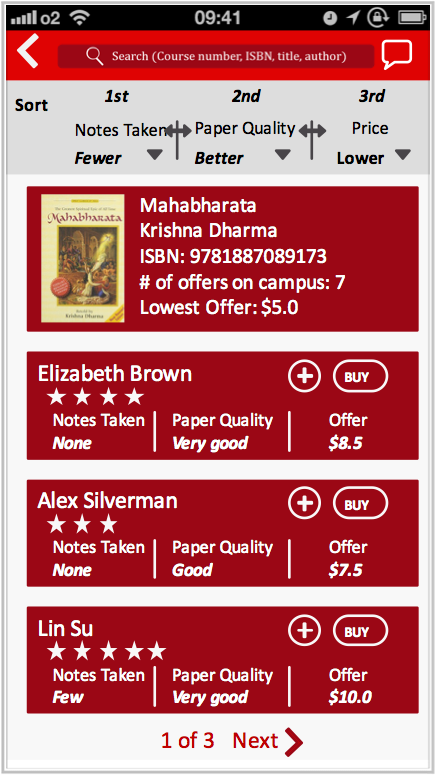 o2 09:41
Search (Course number, ISBN, title, author)
Sort 1st 2nd 3rd
Notes Taken Paper Quality Price
Fewer Better Lower
Mahabharata
Retold by
Krishna Dharma
Mahabharata
Krishna Dharma
ISBN: 9781887089173
# of offers on campus: 7
Lowest Offer: $5.0
Elizabeth Brown BUY
Notes Taken Paper Quality Offer
None Very good $8.5
Alex Silverman BUY
Notes Taken Paper Quality Offer
None Good $7.5
Lin Su BUY
Notes Taken Paper Quality Offer
Few Very good $10.0
1 of 3 Next